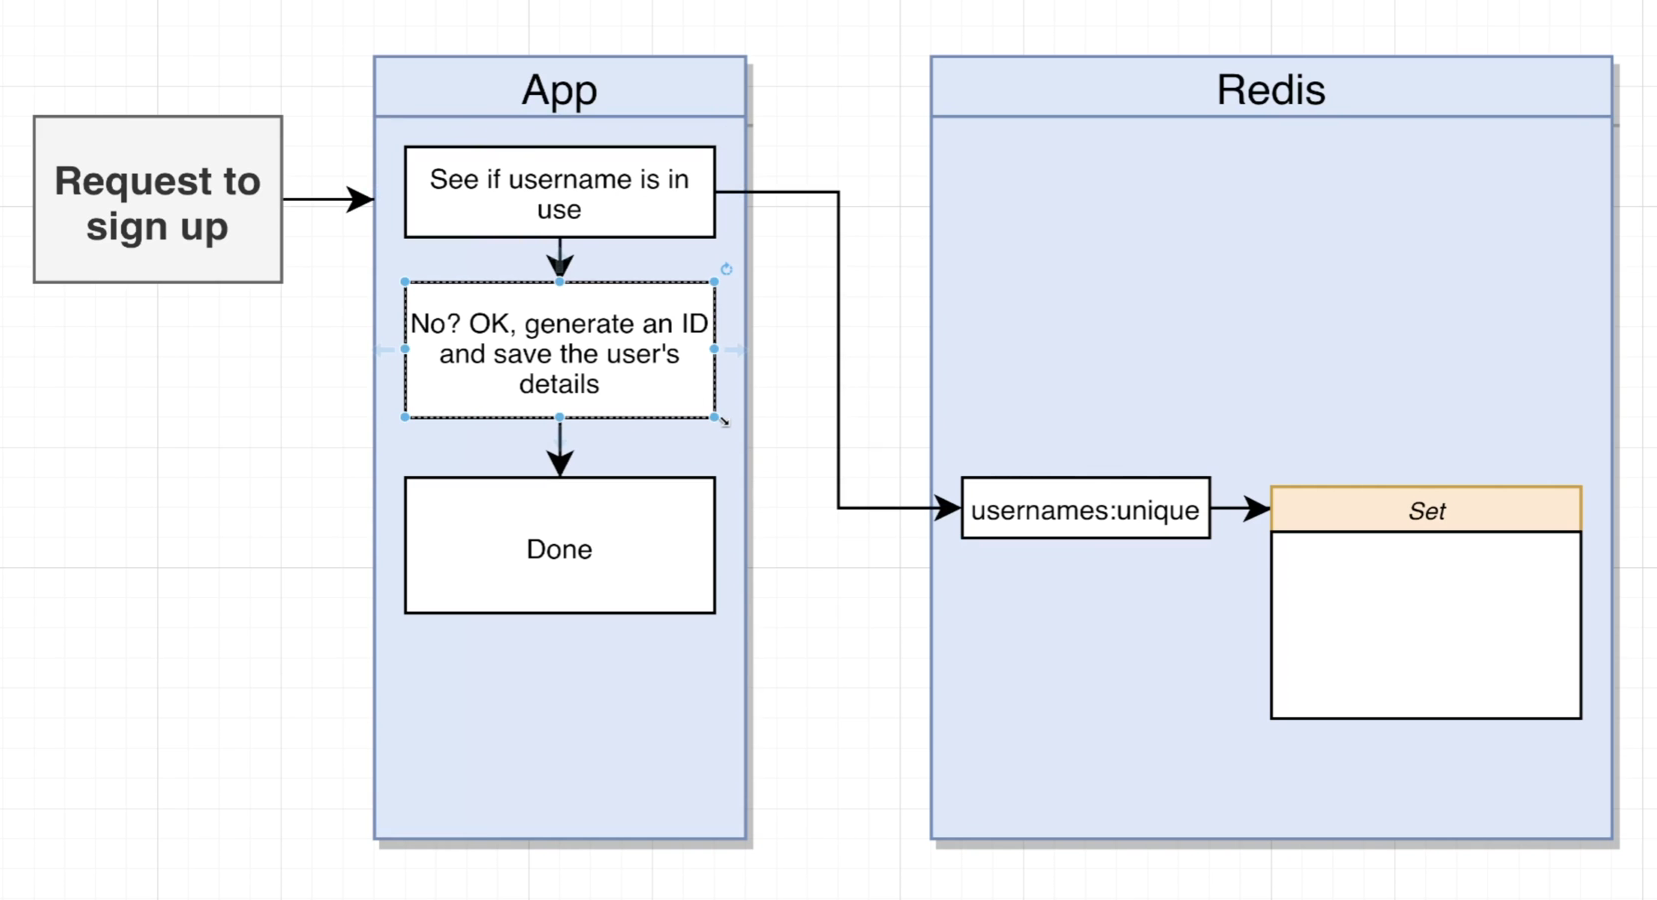 Request to
sign up
App
See if username is in
use
No? OK, generate an ID
and save the user's
details
Done
Redis
usernames:unique
Set